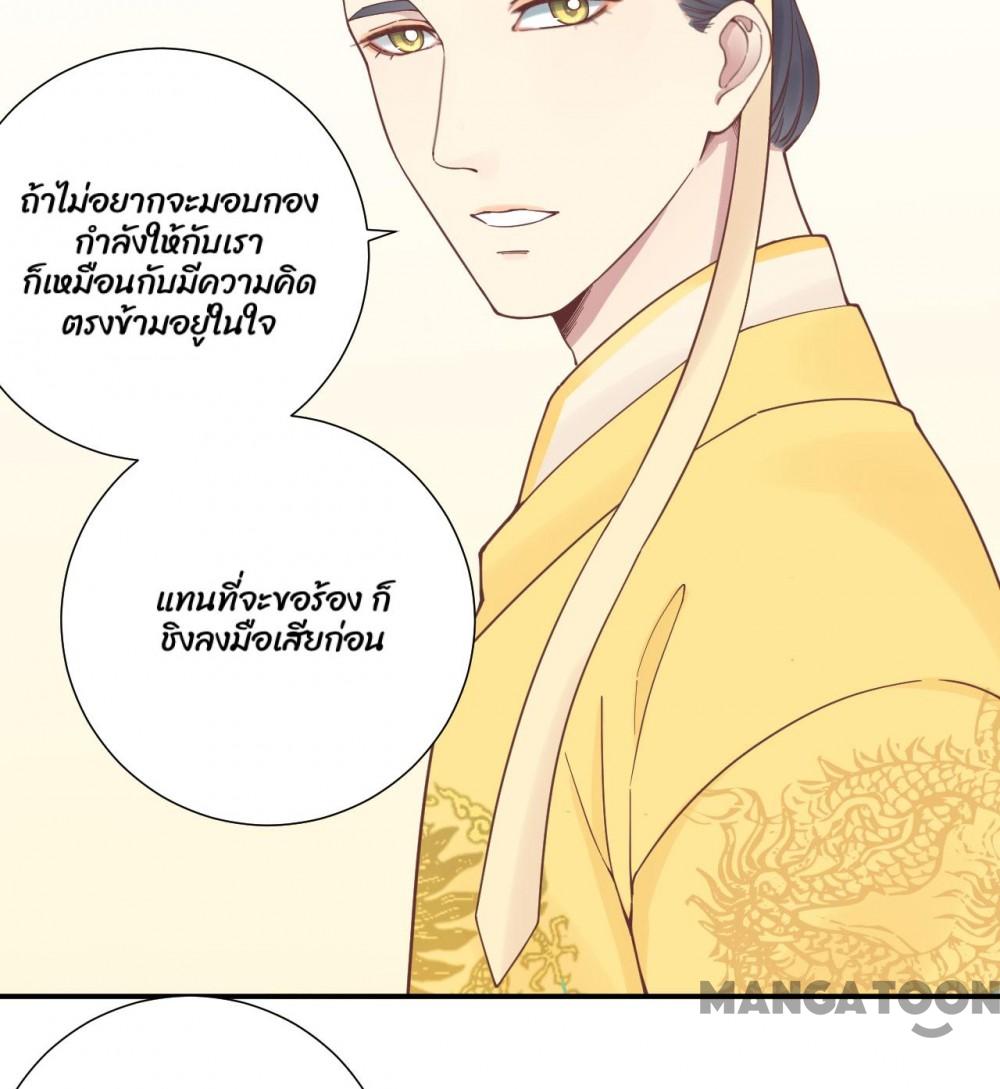 ถ้าไม่อยากจะมอบกอง
กำลังให้กับเรา
ก็เหมือนกับมีความคิด
ตรงข้ามอยู่ในใจ
แทนที่จะขอร้อง ก็
ชิงลงมือเสียก่อน
MANGATOON